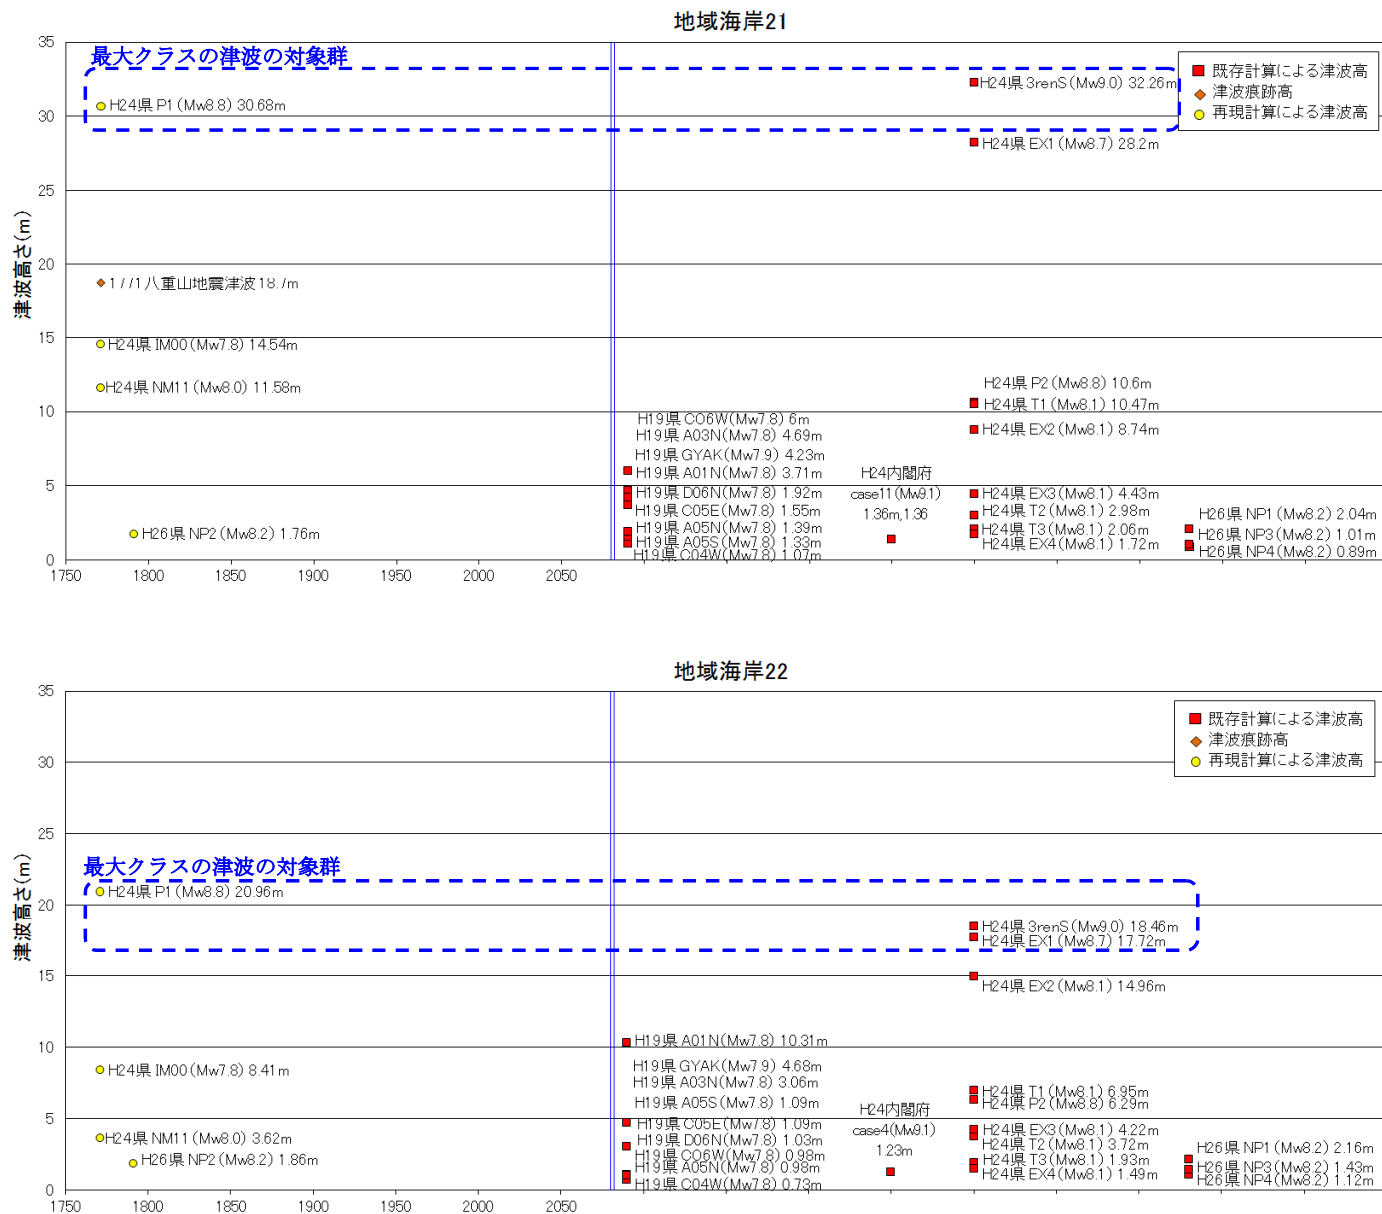 地域海岸21
35
30
25
20
15
10
5
0
津波高さ(m)
最大クラスの津波の対象群
H24県 P1 (Mw8.8) 30.68m
H24県 3renS(Mw9.0) 32.26m
既存計算による津波高
津波痕跡高
再現計算による津波高
H24県 EX1 (Mw8.7) 28.2m
1771八重山地震津波18.7m
H24県 IM00(Mw7.8) 14.54m
H24県 NM11 (Mw8.0) 11.58m
H26県 NP2(Mw8.2) 1.76m
H19県 CO6W(Mw7.8) 6m
H19県 A03N(Mw7.8) 4.69m
H19県 GYAK(Mw7.9) 4.23m
H19県 A01N(Mw7.8) 3.71m
H19県 D06N(Mw7.8) 1.92m
H19県 C05E(Mw7.8) 1.55m
H19県 A05N(Mw7.8) 1.39m
H19県 A05S(Mw7.8) 1.33m
H19県 C04W(Mw7.8) 1.07m
H24内閣府
case11(Mw9.1)
1.36m,1.36
H24県 P2(Mw8.8) 10.6m
H24県 T1(Mw8.1) 10.47m
H24県 EX2(Mw8.1) 8.74m
H24県 EX3(Mw8.1) 4.43m
H24県 T2(Mw8.1) 2.98m
H24県 T3(Mw8.1) 2.06m
H24県 EX4(Mw8.1) 1.72m
H26県 NP1(Mw8.2) 2.04m
H26県 NP3(Mw8.2) 1.01m
H26県 NP4(Mw8.2) 0.89m
1750 1800 1850 1900 1950 2000 2050
地域海岸22
35
30
25
20
15
10
5
0
津波高さ(m)
既存計算による津波高
津波痕跡高
再現計算による津波高
最大クラスの津波の対象群
H24県 P1 (Mw8.8) 20.96m
H24県 3renS(Mw9.0) 18.46m
H24県 EX1(Mw8.7) 17.72m
H24県 EX2(Mw8.1) 14.96m
H24県 IM00(Mw7.8) 8.41m
H24県 NM11(Mw8.0) 3.62m
H26県 NP2(Mw8.2) 1.86m
H19県 A01N(Mw7.8) 10.31m
H19県 GYAK(Mw7.9) 4.68m
H19県 A03N(Mw7.8) 3.06m
H19県 A05S(Mw7.8) 1.09m
H19県 C05E(Mw7.8) 1.09m
H19県 D06N(Mw7.8) 1.03m
H19県 CO6W(Mw7.8) 0.98m
H19県 A05N(Mw7.8) 0.98m
H19県 C04W(Mw7.8) 0.73m
H24内閣府
case4(Mw9.1)
1.23m
H24県 T1(Mw8.1) 6.95m
H24県 P2(Mw8.8) 6.29m
H24県 EX3(Mw8.1) 4.22m
H24県 T2(Mw8.1) 3.72m
H24県 T3(Mw8.1) 1.93m
H24県 EX4(Mw8.1) 1.49m
H26県 NP1(Mw8.2) 2.16m
H26県 NP3(Mw8.2) 1.43m
H26県 NP4(Mw8.2) 1.12m
1750 1800 1850 1900 1950 2000 2050